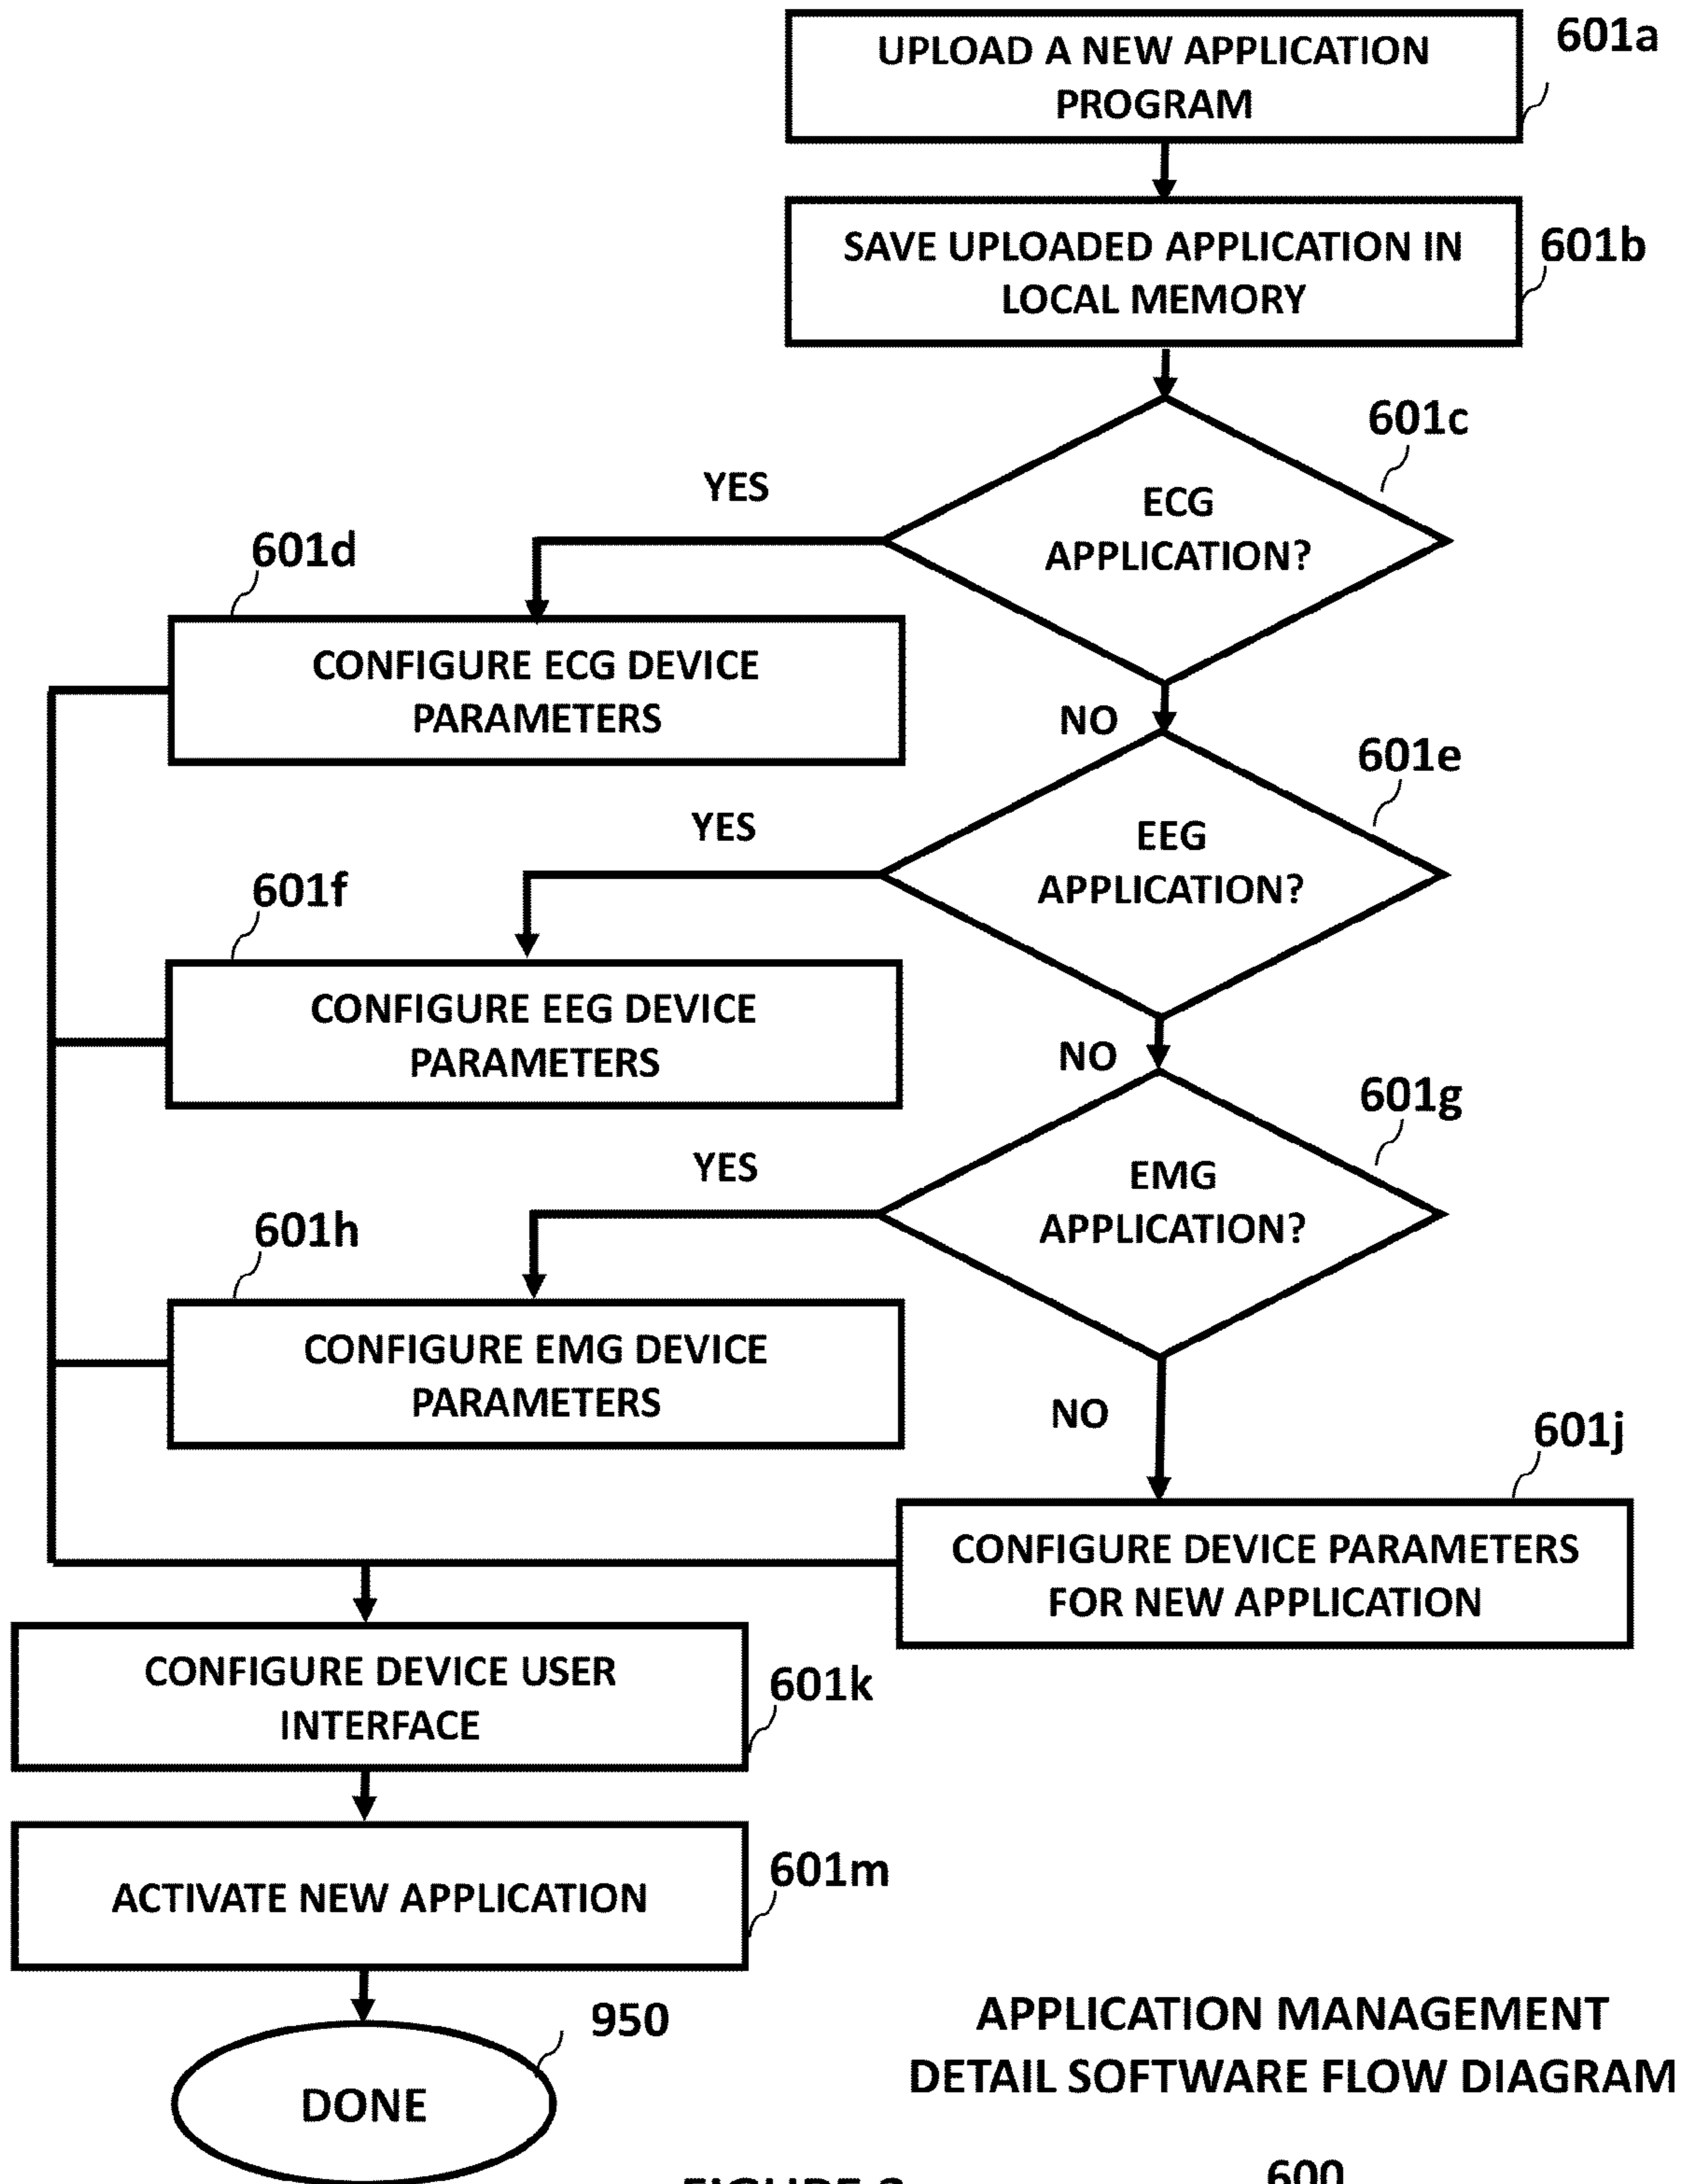 UPLOAD A NEW APPLICATION
PROGRAM
601a
SAVE UPLOADED APPLICATION IN
LOCAL MEMORY
601b
601c
ECG
APPLICATION?
YES
601d
CONFIGURE ECG DEVICE
PARAMETERS
NO
601e
EEG
APPLICATION?
YES
601f
CONFIGURE EEG DEVICE
PARAMETERS
NO
601g
EMG
APPLICATION?
YES
601h
CONFIGURE EMG DEVICE
PARAMETERS
NO
601j
CONFIGURE DEVICE PARAMETERS
FOR NEW APPLICATION
CONFIGURE DEVICE USER
INTERFACE
601k
ACTIVATE NEW APPLICATION
601m
950
DONE
APPLICATION MANAGEMENT
DETAIL SOFTWARE FLOW DIAGRAM
600
FIGURE